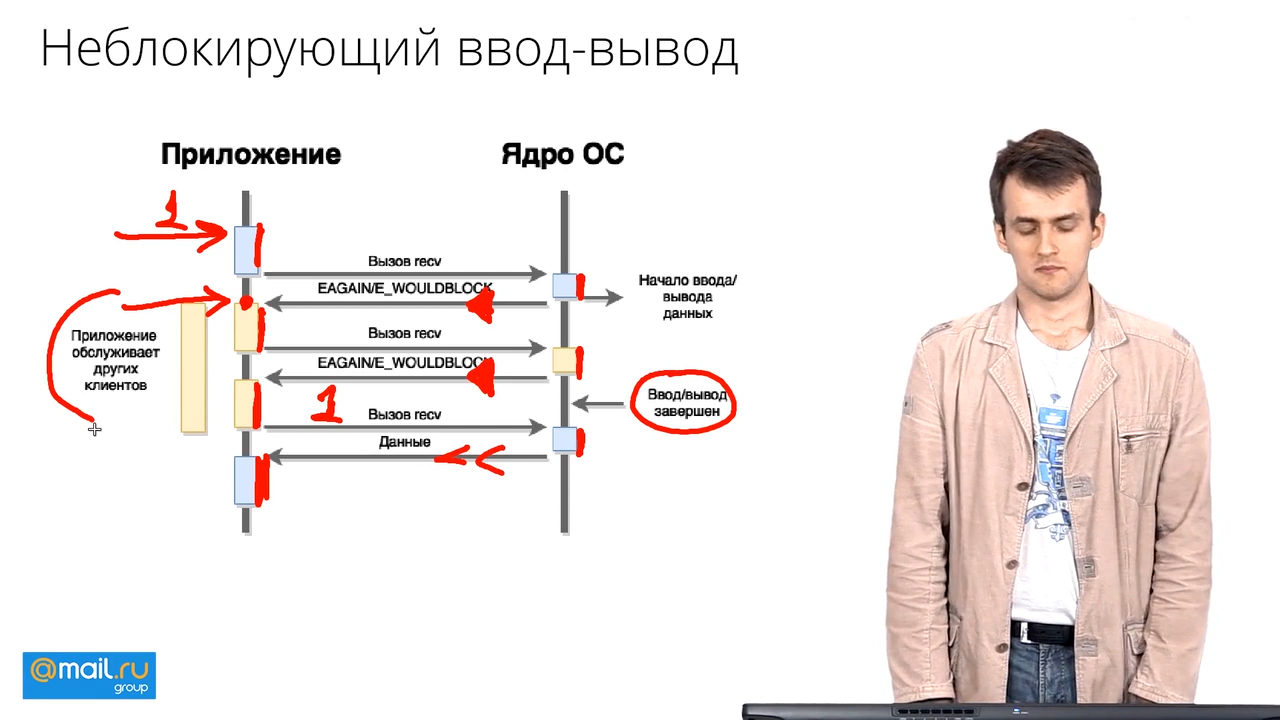 Неблокирующий ввод-вывод
Приложение
Ядро ОС
1
Вызов recv
EAGAIN/E_WOULDBLOCK
Начало ввода/
вывода
данных
Приложение
обслуживает
других
клиентов
Вызов recv
EAGAIN/E_WOULDBLOCK
1
Вызов recv
Ввод/вывод
завершен
Данные
@mail.ru
group